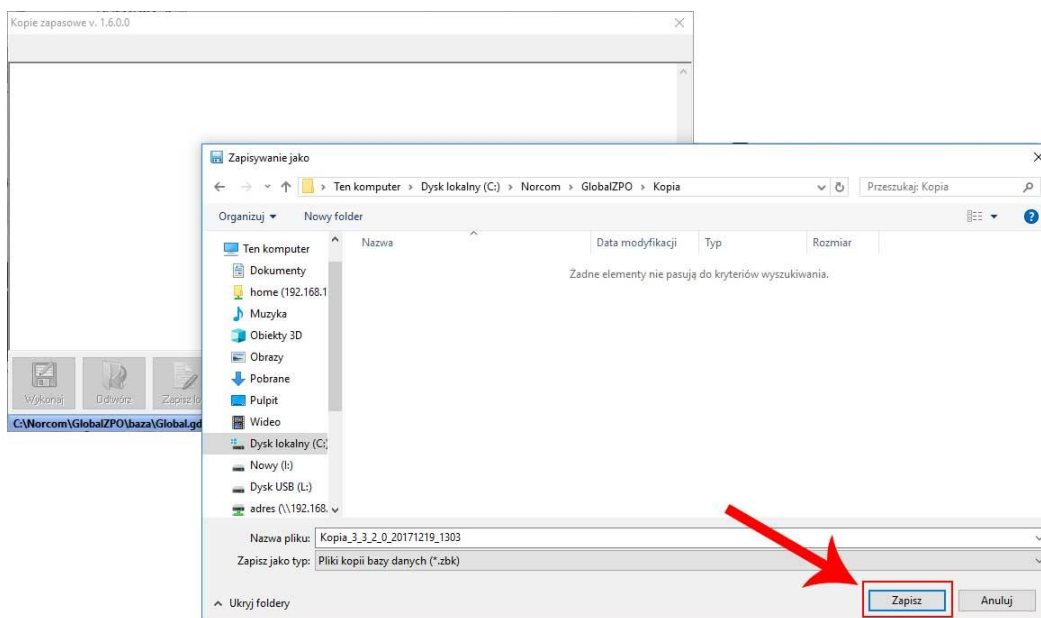 Kopie zapasowe v. 1.6.0.0
Zapisywanie jako
Ten komputer > Dysk lokalny (C:) > Norcom > GlobalZPO > Kopia
Przeszukaj: Kopia
Organizuj
Nowy folder
Nazwa
Data modyfikacji
Typ
Rozmiar
Żadne elementy nie pasują do kryteriów wyszukiwania.
Ten komputer
Dokumenty
home (192.168.1
Muzyka
Obiekty 3D
Obrazy
Pobrane
Pulpit
Wideo
Dysk lokalny (C:)
Nowy (I:)
Dysk USB (L:)
adres (\\192.168.
Wykonaj
Odtwórz
Zapisz lo
C:\Norcom\GlobalZPO\baza\Global.gd
Nazwa pliku: Kopia_3_3_2_0_20171219_1303
Zapisz jako typ: Pliki kopii bazy danych (*.zbk)
Ukryj foldery
Zapisz
Anuluj